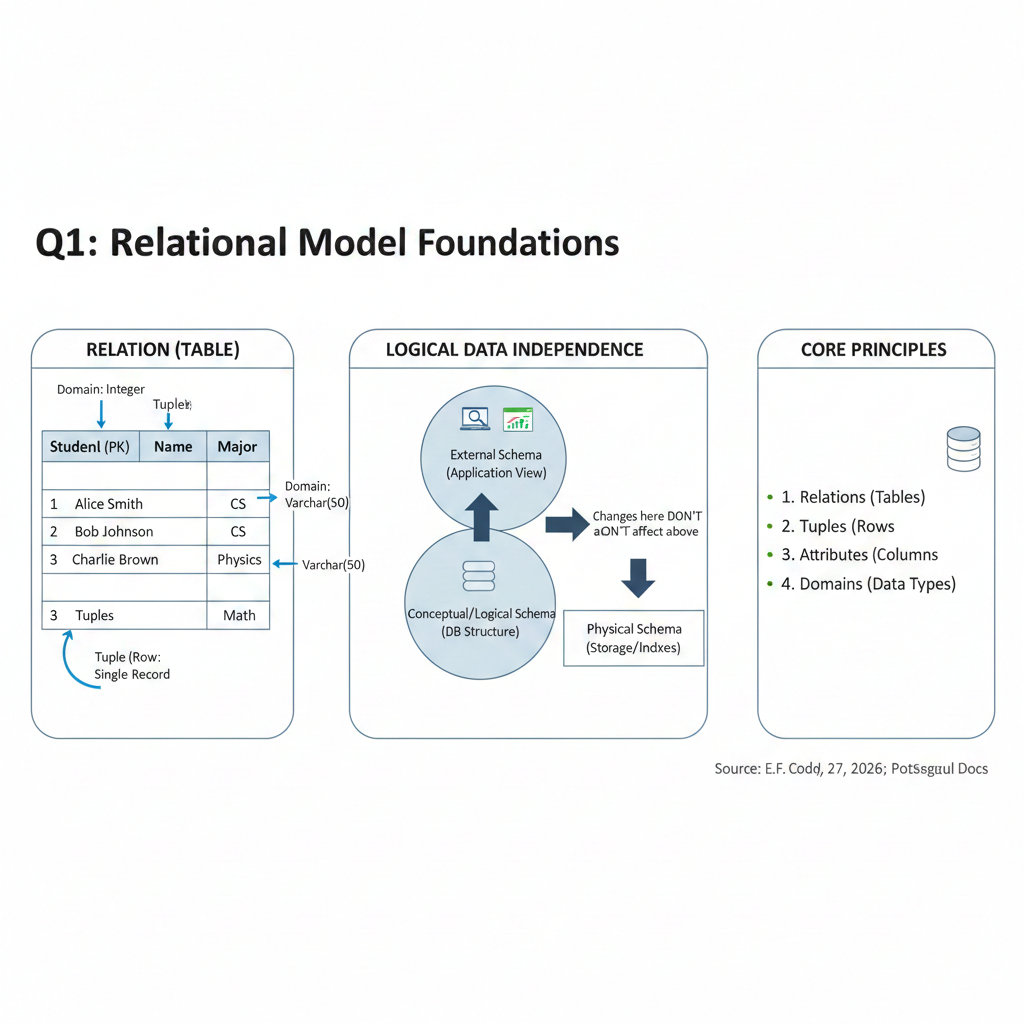 Q1: Relational Model Foundations
RELATION (TABLE)
Domain: Integer
Studenl (PK) Name Major
1 Alice Smith CS
2 Bob Johnson CS
3 Charlie Brown Physics
3 Tuples Math
Domain:
Varchar(50)
Varchar(50)
Tuple (Row:
Single Record
LOGICAL DATA INDEPENDENCE
External Schema
(Application View)
Conceptual/Logical Schema
(DB Structure)
Changes here DON'T
aON'T affect above
Physical Schema
(Storage/Indxes)
CORE PRINCIPLES
• 1. Relations (Tables)
• 2. Tuples (Rows
• 3. Attributes (Columns
• 4. Domains (Data Types)
Source: E.F. Codd, 27, 2026; Docs